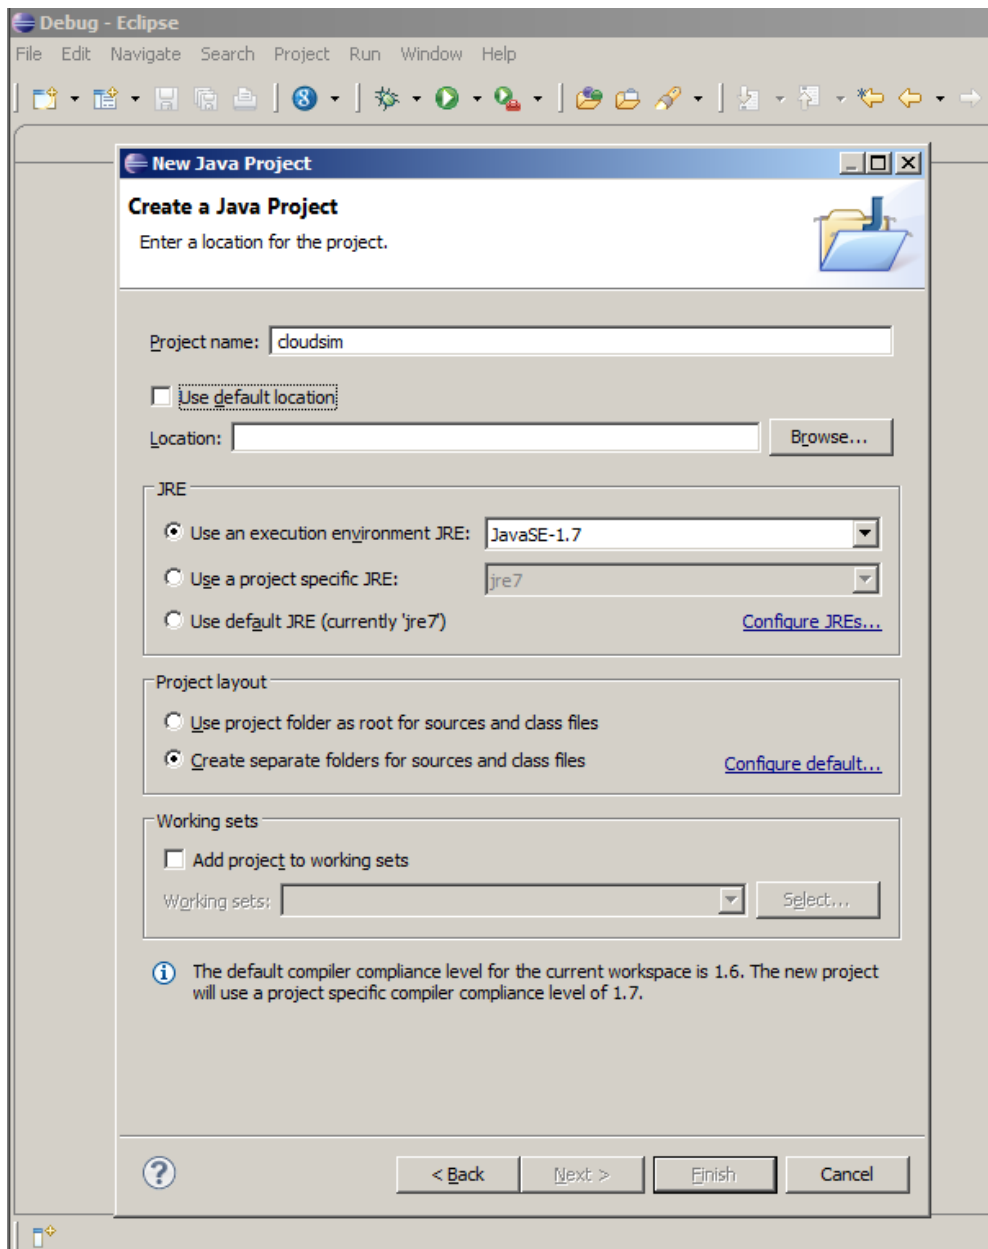 Debug - Eclipse
File Edit Navigate Search Project Run Window Help
New Java Project
Create a Java Project
Enter a location for the project.
Project name: cloudsim
Use default location
Location: Browse...
JRE
Use an execution environment JRE: JavaSE-1.7
Use a project specific JRE: jre7
Use default JRE (currently 'jre7') Configure JREs...
Project layout
Use project folder as root for sources and class files
Create separate folders for sources and class files Configure default...
Working sets
Add project to working sets
Working sets: Select...
The default compiler compliance level for the current workspace is 1.6. The new project
will use a project specific compiler compliance level of 1.7.
< Back Next > Finish Cancel